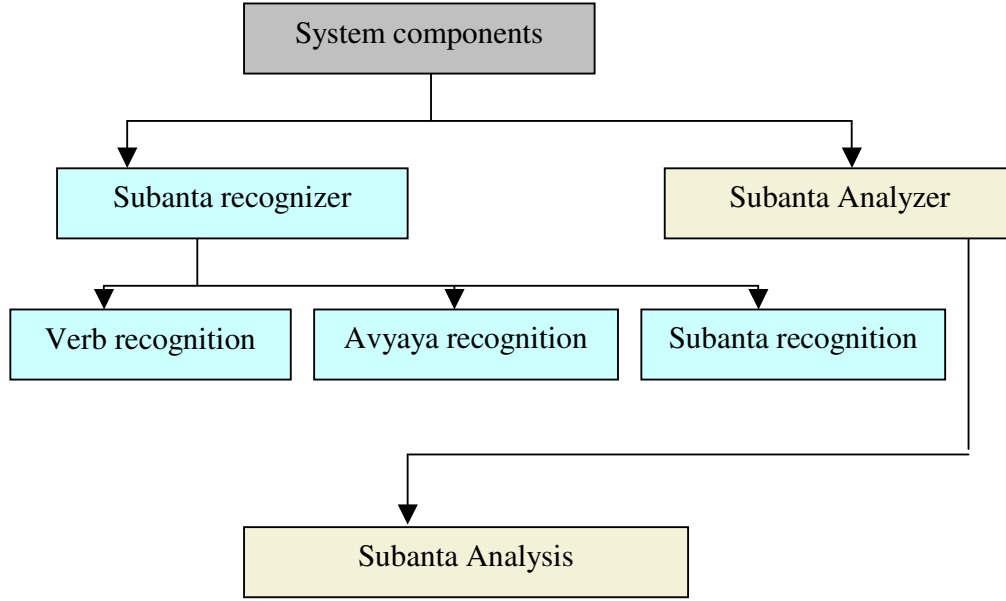 System components
Subanta recognizer
Subanta Analyzer
Verb recognition
Avyaya recognition
Subanta recognition
Subanta Analysis